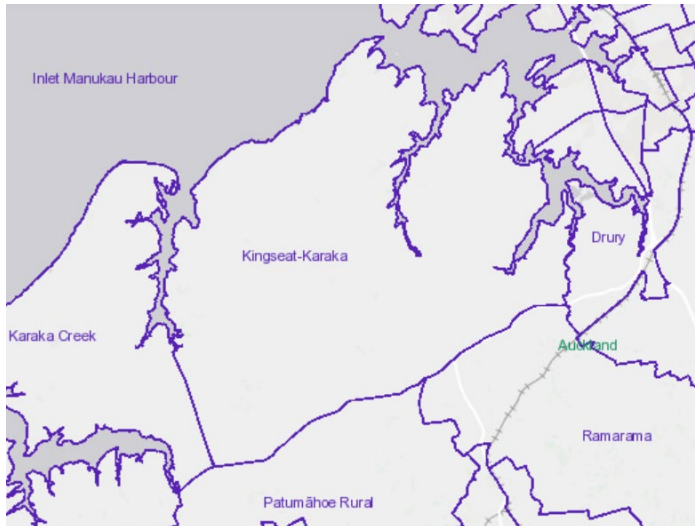 Inlet Manukau Harbour
Drury
Kingseat-Karaka
Karaka Creek
Auckland
Ramarama
Patumāhoe Rural